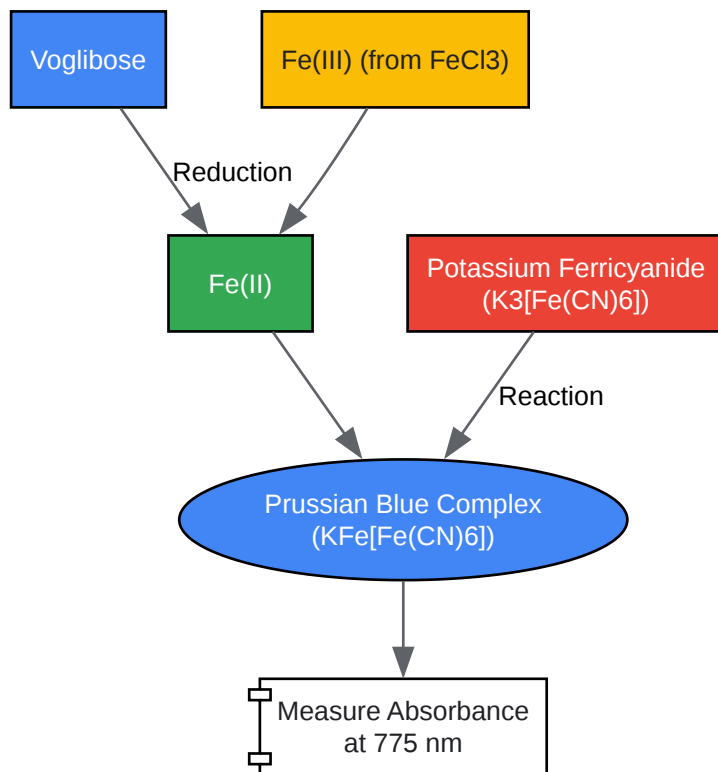 Voglibose
Fe(III) (from FeCl3)
Reduction
Fe(II)
Potassium Ferricyanide
(K3[Fe(CN)6])
Reaction
Prussian Blue Complex
(KFe[Fe(CN)6])
Measure Absorbance
at 775 nm